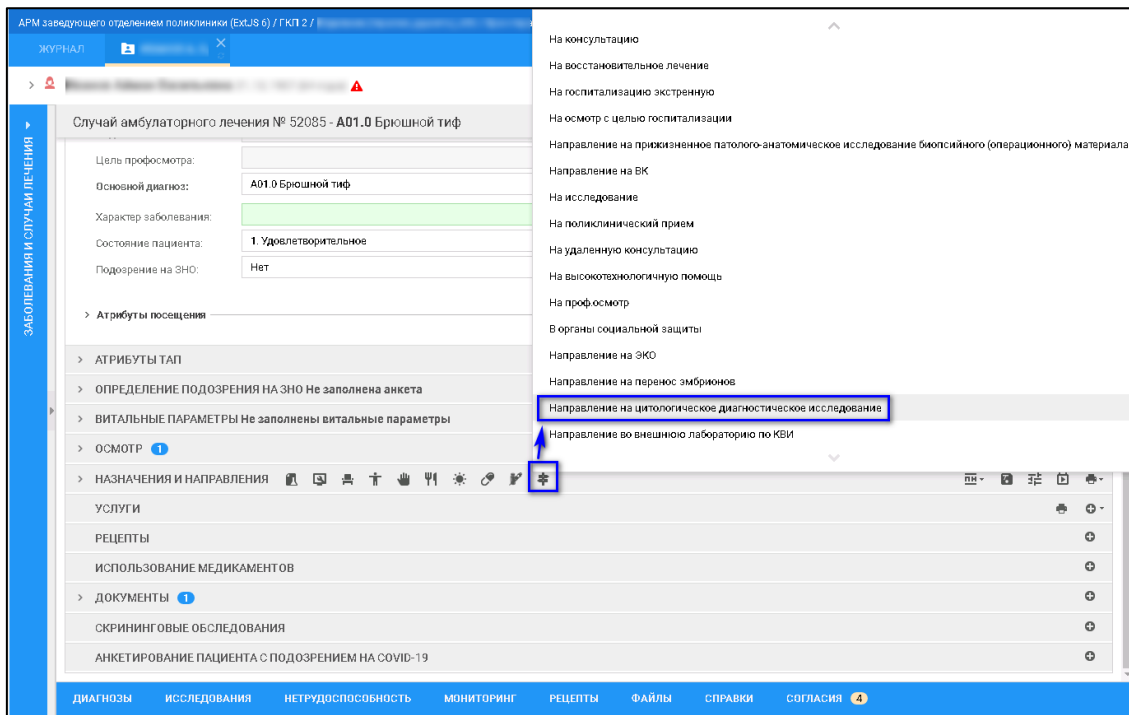 АРМ заведующего отделением поликлиники (ExtJS 6) / ГКП 2 /
ЖУРНАЛ
ЗАБОЛЕВАНИЯ И СЛУЧАИ ЛЕЧЕНИЯ
Случай амбулаторного лечения № 52085 - А01.0 Брюшной тиф
Цель профосмотра:
Основной диагноз: А01.0 Брюшной тиф
Характер заболевания:
Состояние пациента: 1. Удовлетворительное
Подозрение на ЗНО: Нет
Атрибуты посещения
АТРИБУТЫ ТАП
ОПРЕДЕЛЕНИЕ ПОДОЗРЕНИЯ НА ЗНО Не заполнена анкета
ВИТАЛЬНЫЕ ПАРАМЕТРЫ Не заполнены витальные параметры
ОСМОТР 1
НАЗНАЧЕНИЯ И НАПРАВЛЕНИЯ ПН
УСЛУГИ
РЕЦЕПТЫ
ИСПОЛЬЗОВАНИЕ МЕДИКАМЕНТОВ
ДОКУМЕНТЫ 1
СКРИНИНГОВЫЕ ОБСЛЕДОВАНИЯ
АНКЕТИРОВАНИЕ ПАЦИЕНТА С ПОДОЗРЕНИЕМ НА COVID-19
На консультацию
На восстановительное лечение
На госпитализацию экстренную
На осмотр с целью госпитализации
Направление на прижизненное патолого-анатомическое исследование биопсийного (операционного) материала
Направление на ВК
На исследование
На поликлинический прием
На удаленную консультацию
На высокотехнологичную помощь
На проф.осмотр
В органы социальной защиты
Направление на ЭКО
Направление на перенос эмбрионов
Направление на цитологическое диагностическое исследование
Направление во внешнюю лабораторию по КВИ
ДИАГНОЗЫ ИССЛЕДОВАНИЯ НЕТРУДОСПОСОБНОСТЬ МОНИТОРИНГ РЕЦЕПТЫ ФАЙЛЫ СПРАВКИ СОГЛАСИЯ 4